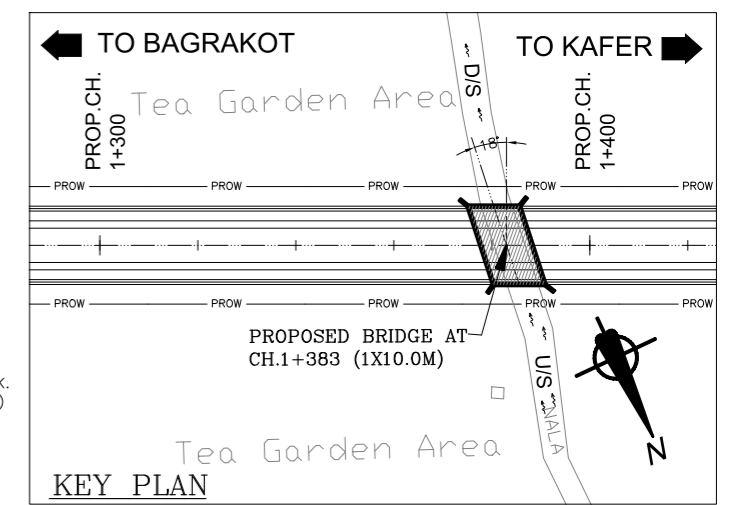 TO BAGRAKOT
TO KAFER
D/S
PROP.CH.
1+300
Tea Garden Area
PROP.CH.
1+400
18°
PROW PROW PROW PROW PROW
PROW PROW PROW PROW PROW
PROPOSED BRIDGE AT
CH.1+383 (1X10.0M)
U/S
NALA
Tea Garden Area
N
KEY PLAN